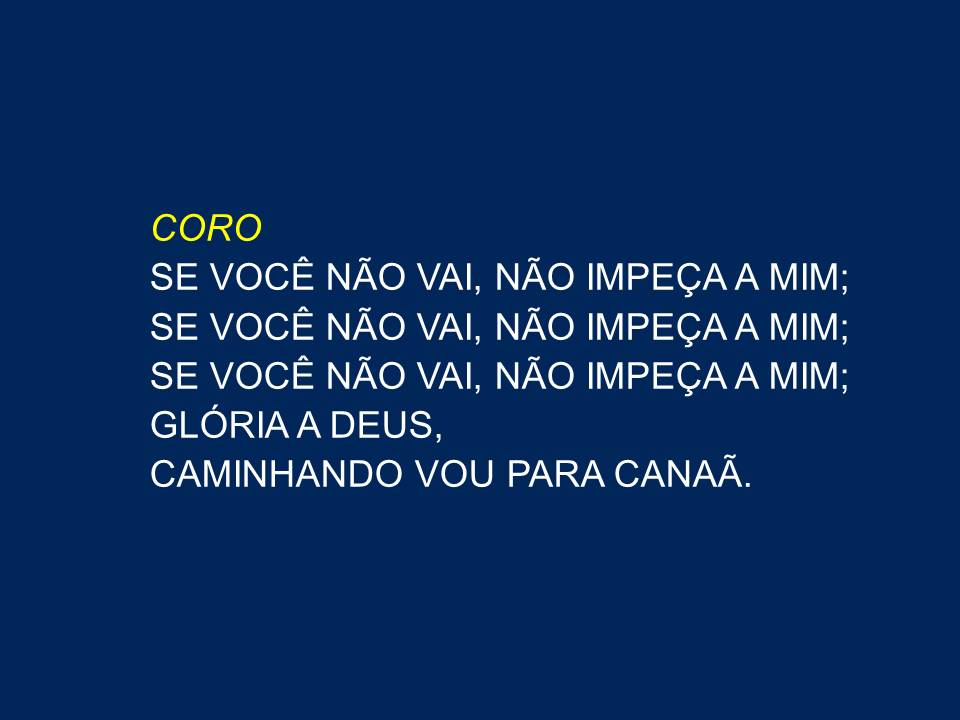 CORO
SE VOCÊ NÃO VAI, NÃO IMPEÇA A MIM;
SE VOCÊ NÃO VAI, NÃO IMPEÇA A MIM;
SE VOCÊ NÃO VAI, NÃO IMPEÇA A MIM;
GLÓRIA A DEUS,
CAMINHANDO VOU PARA CANAÃ.